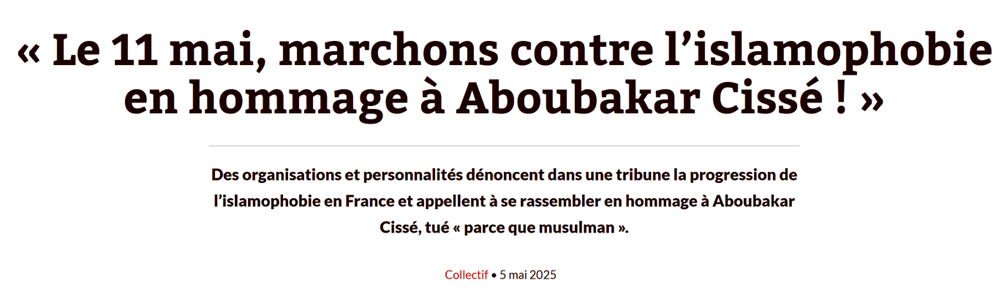 « Le 11 mai, marchons contre l’islamophobie
en hommage à Aboubakar Cissé ! »
Des organisations et personnalités dénoncent dans une tribune la progression de
l’islamophobie en France et appellent à se rassembler en hommage à Aboubakar
Cissé, tué « parce que musulman ».
Collectif • 5 mai 2025